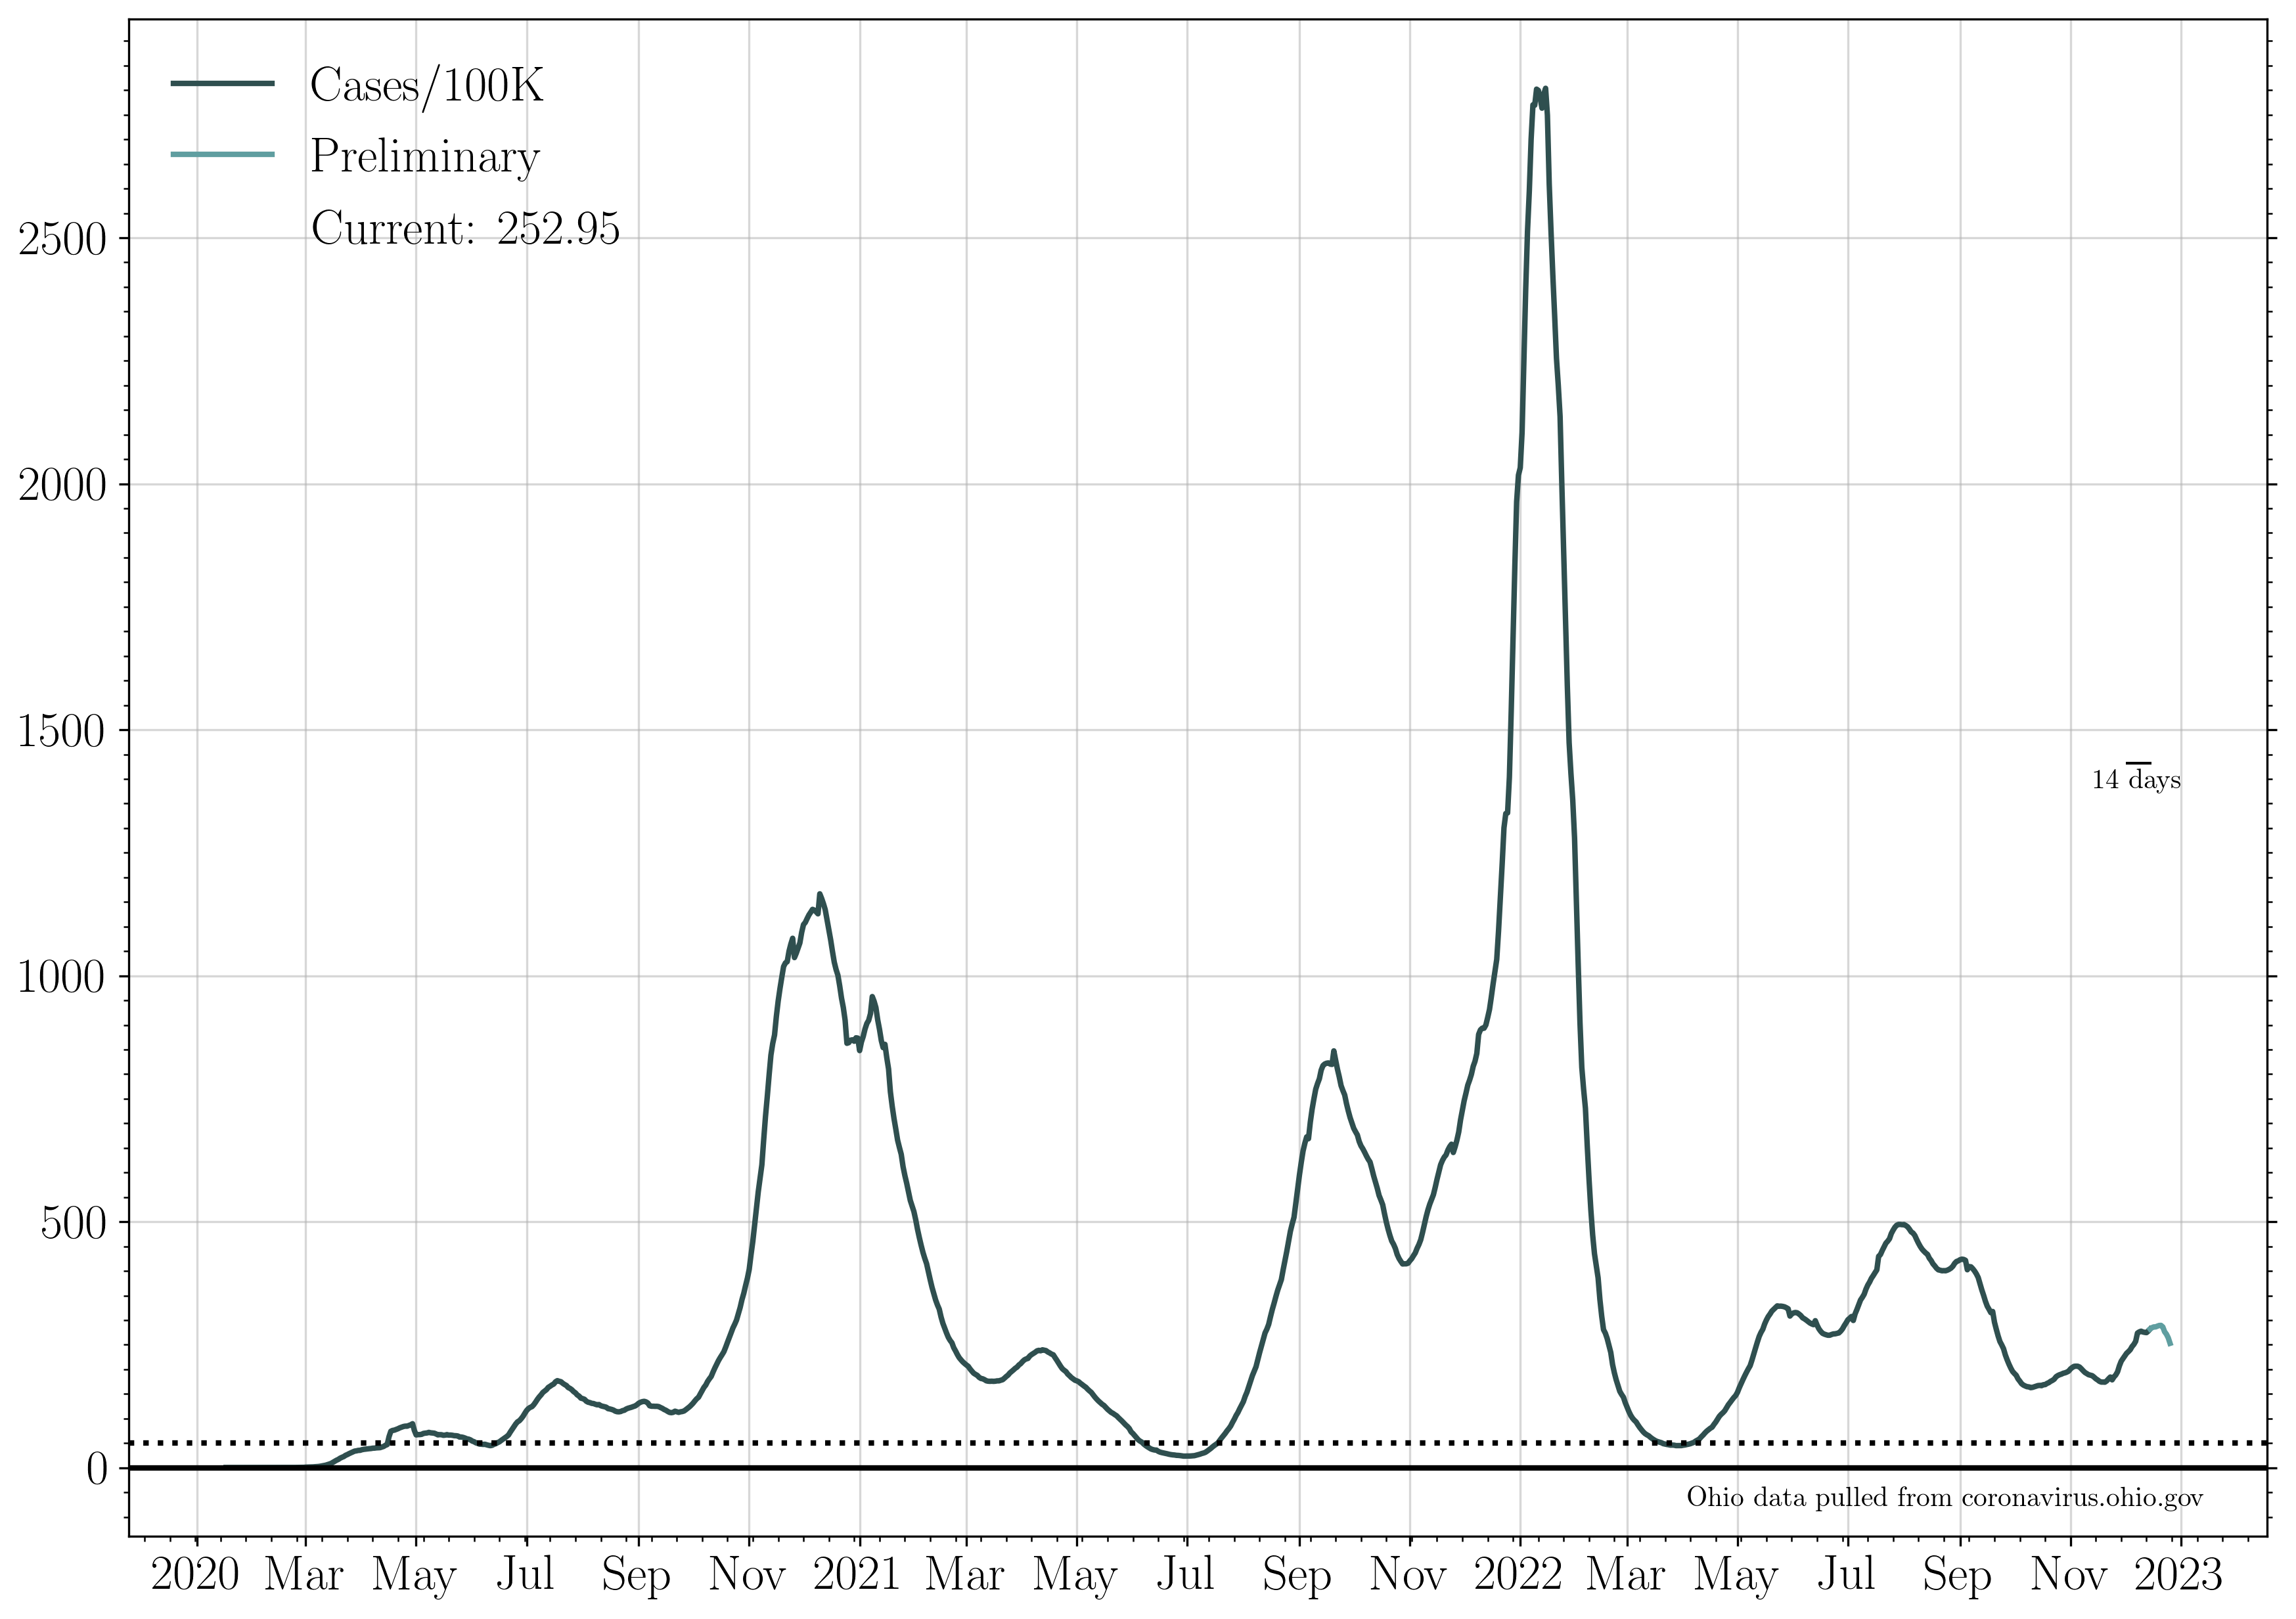 Cases/100K
Preliminary
Current: 252.95
2500
2000
1500
14 days
1000
500
0
Ohio data pulled from coronavirus.ohio.gov
2020 Mar May Jul Sep Nov 2021 Mar May Jul Sep Nov 2022 Mar May Jul Sep Nov 2023